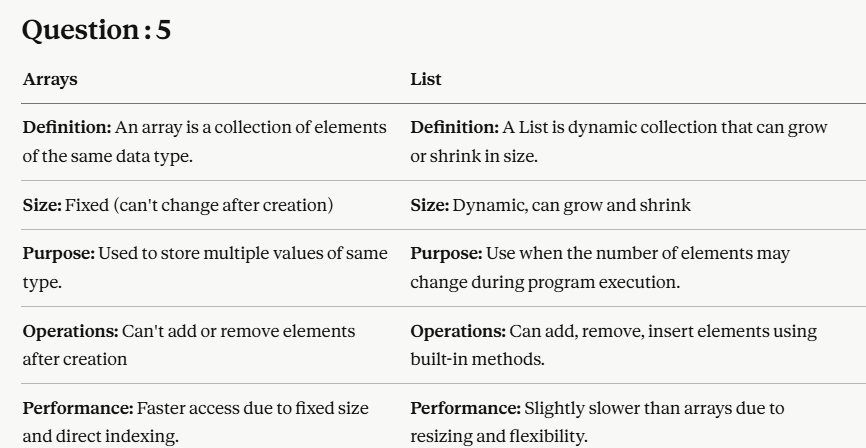 Question : 5
Arrays
List
Definition: An array is a collection of elements
of the same data type.
Definition: A List is dynamic collection that can grow
or shrink in size.
Size: Fixed (can't change after creation)
Size: Dynamic, can grow and shrink
Purpose: Used to store multiple values of same
type.
Purpose: Use when the number of elements may
change during program execution.
Operations: Can't add or remove elements
after creation
Operations: Can add, remove, insert elements using
built-in methods.
Performance: Faster access due to fixed size
and direct indexing.
Performance: Slightly slower than arrays due to
resizing and flexibility.